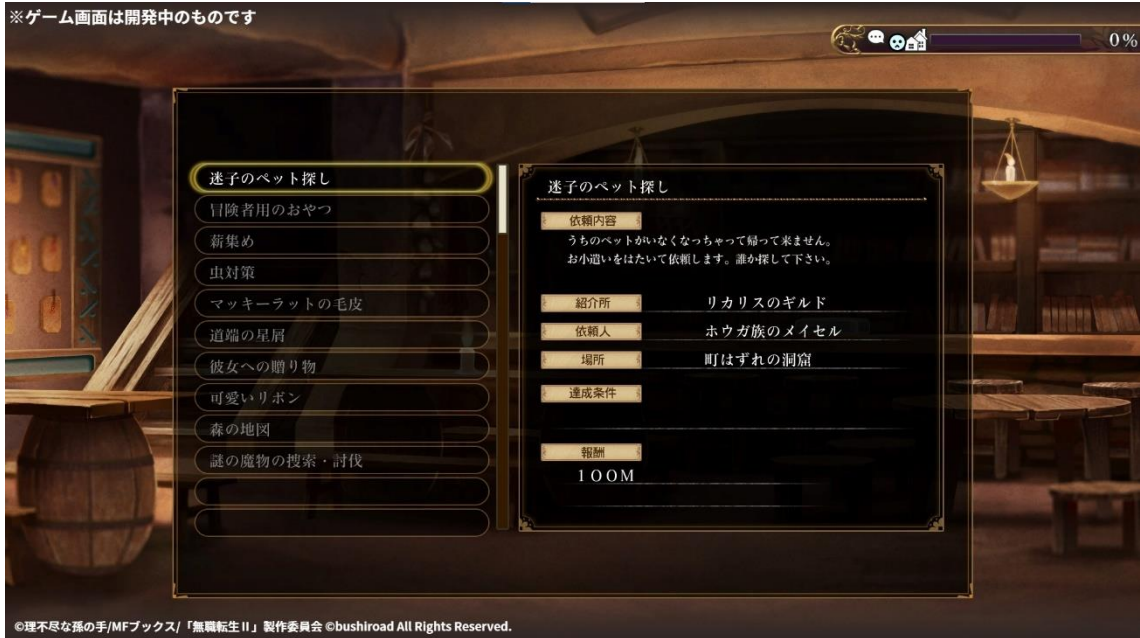 ※ゲーム画面は開発中のものです
0%
迷子のペット探し
冒険者用のおやつ
薪集め
虫対策
マッキーラットの毛皮
道端の星屑
彼女への贈り物
可愛いリボン
森の地図
謎の魔物の捜索・討伐
迷子のペット探し
依頼内容
うちのペットがいなくなっちゃって帰って来ません。
お小遣いをはたいて依頼します。誰か探して下さい。
紹介所 リカリスのギルド
依頼人 ホウガ族のメイセル
場所 町はずれの洞窟
達成条件
報酬
100M
©理不尽な孫の手/MFブックス/「無職転生Ⅱ」製作委員会 ©bushiroad All Rights Reserved.